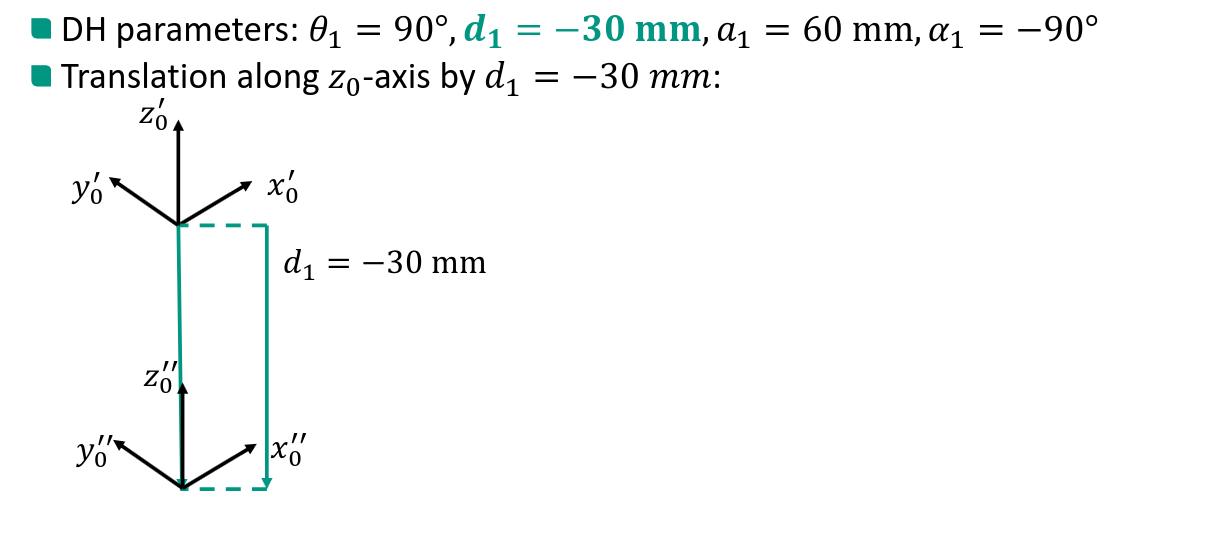 DH parameters: θ₁ = 90°, d₁ = −30 mm, a₁ = 60 mm, α₁ = −90°
Translation along z₀-axis by d₁ = −30 mm:
z₀′
y₀′
x₀′
d₁ = −30 mm
z₀′′
y₀′′
x₀′′